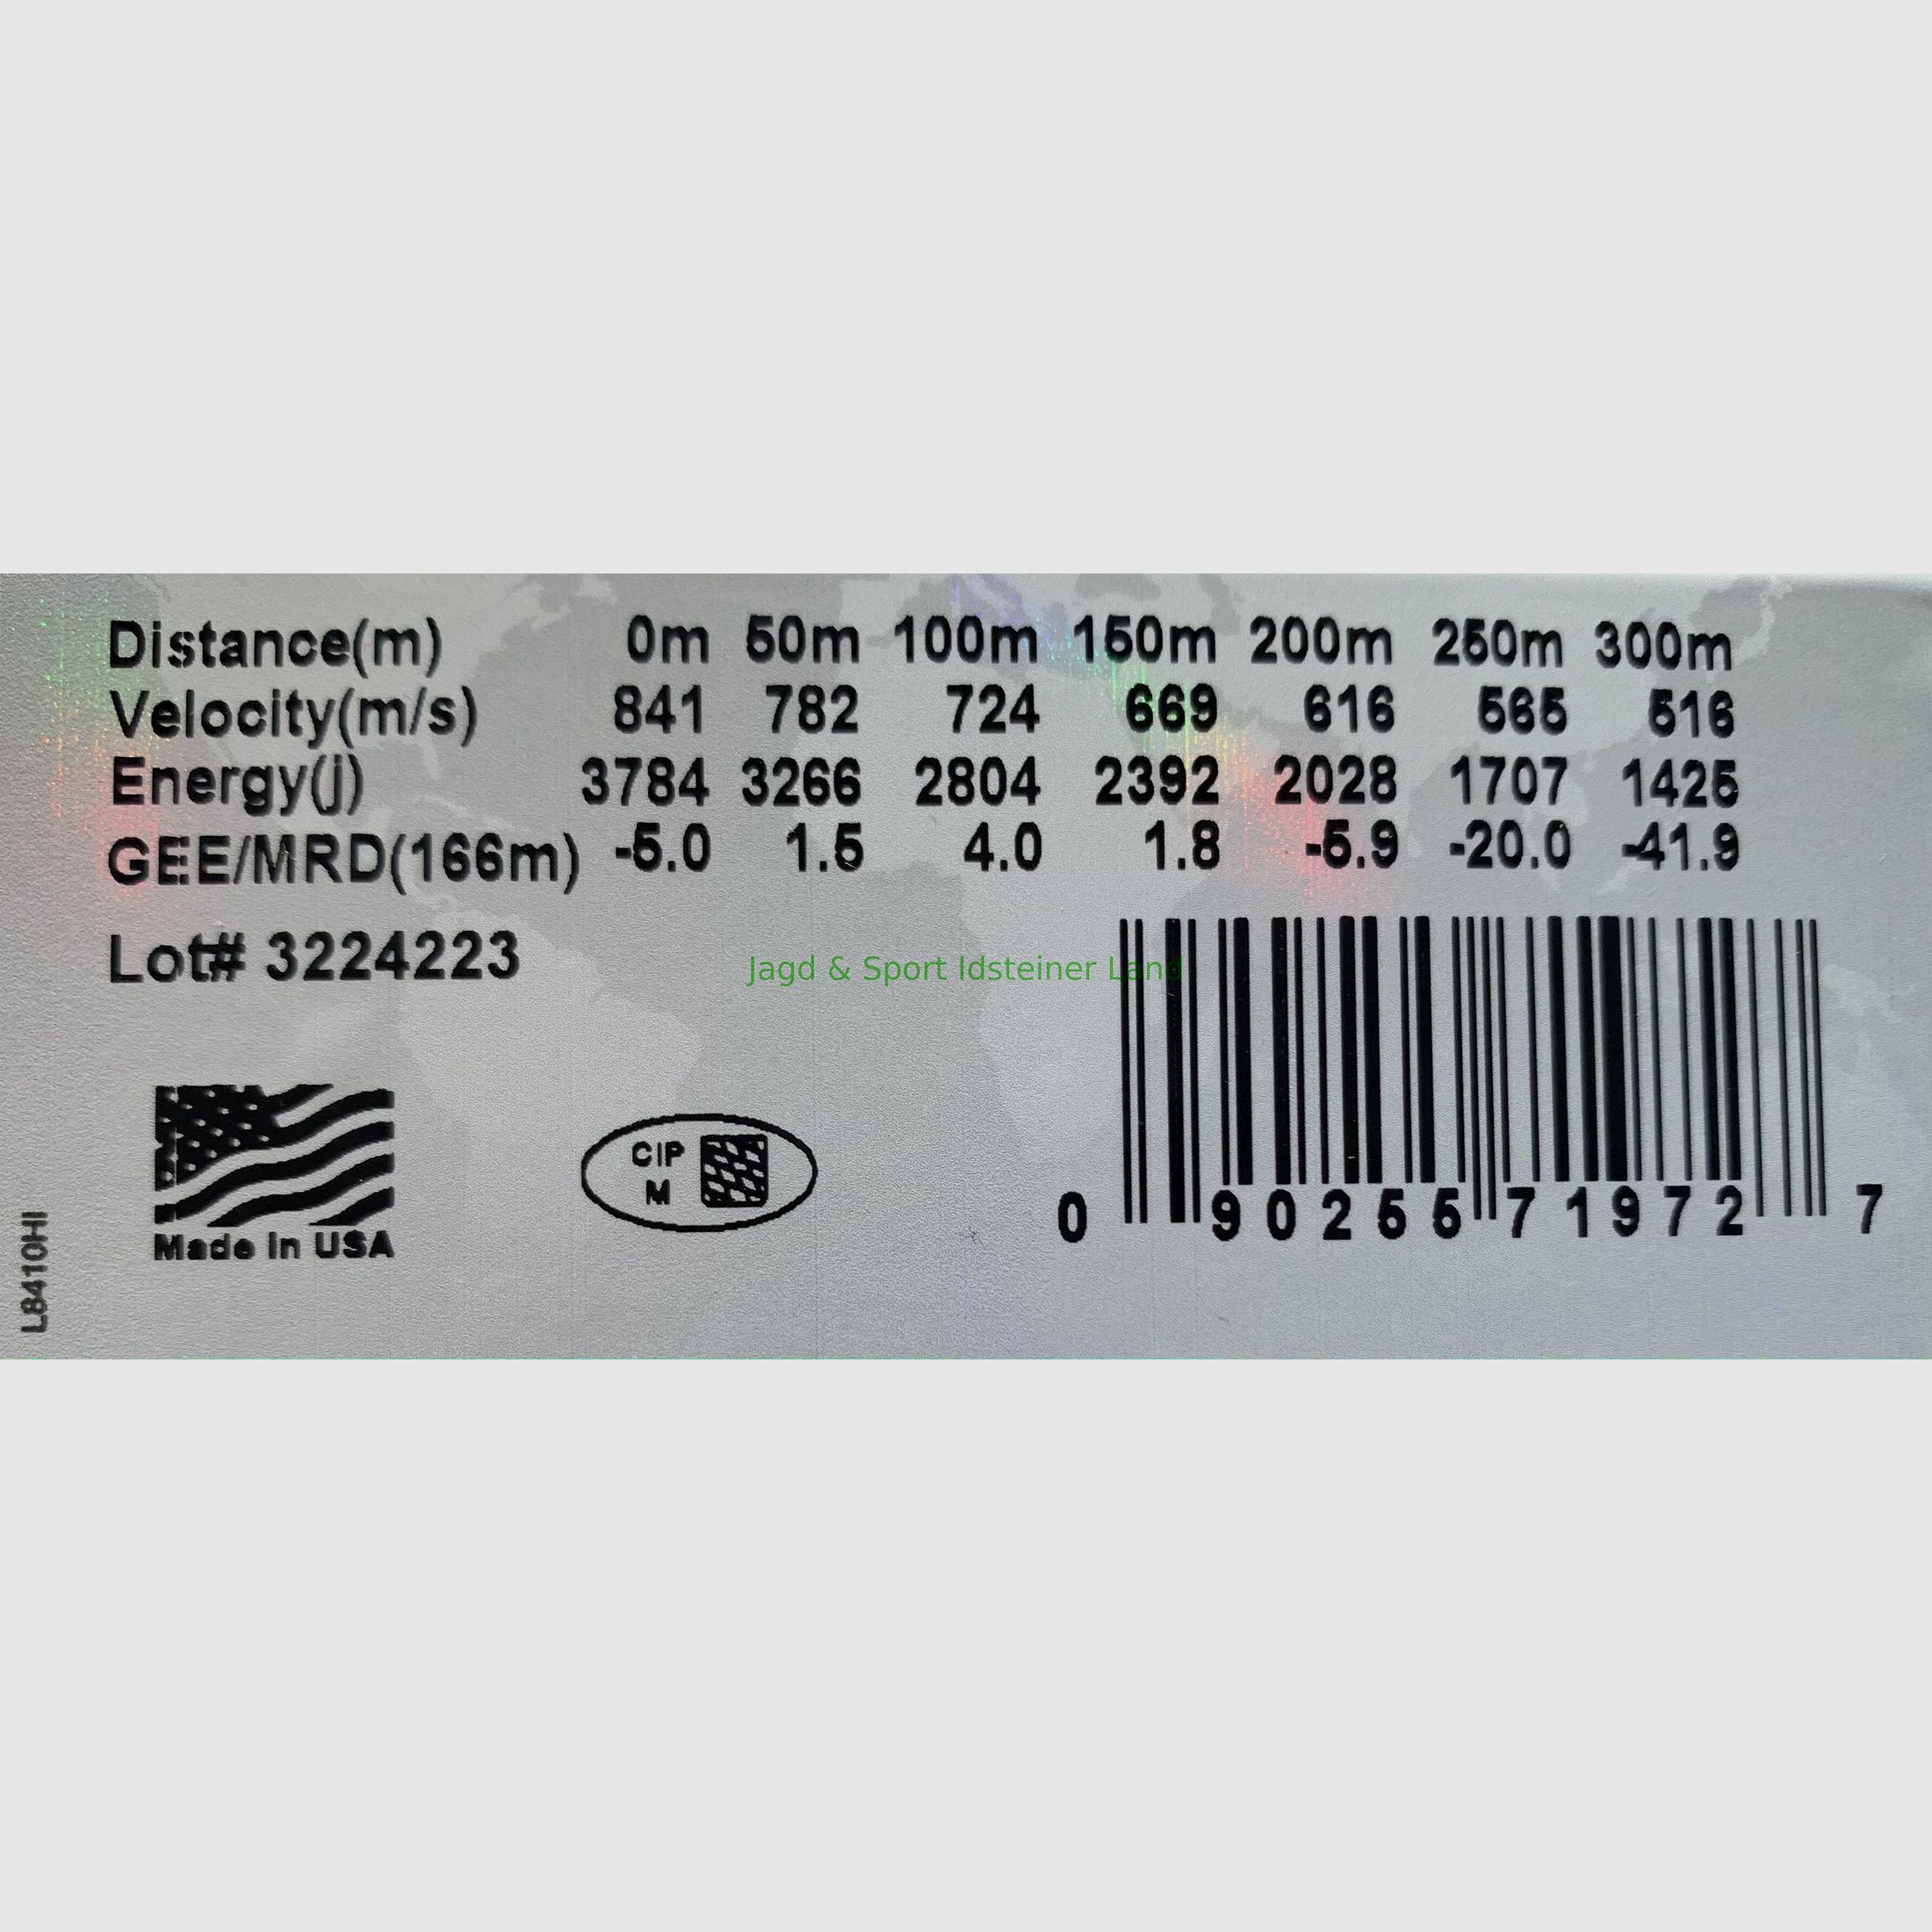 Distance(m) 0m 50m 100m 150m 200m 250m 300m
Velocity(m/s) 841 782 724 669 616 565 516
Energy(j) 3784 3266 2804 2392 2028 1707 1425
GEE/MRD(166m) -5.0 1.5 4.0 1.8 -5.9 -20.0 -41.9
Lot# 3224223
Jagd & Sport Idsteiner Land
Made in USA
CIP
M
0 90255 71972 7
L8410HI